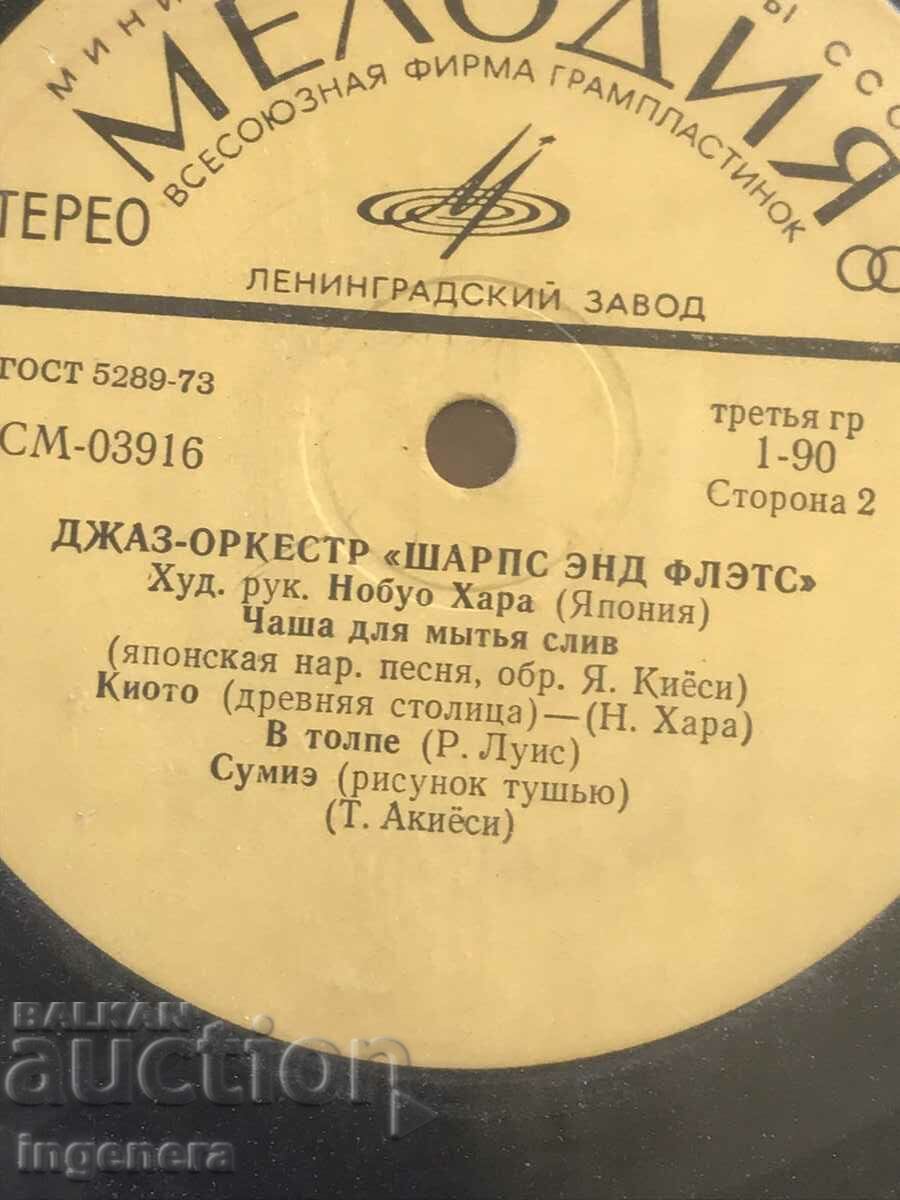 МЕЛОДИЯ
ВСЕСОЮЗНАЯ ФИРМА ГРАМПЛАСТИНОК
ТЕРЕО
ЛЕНИНГРАДСКИЙ ЗАВОД
ГОСТ 5289-73
СМ-03916
третья гр
1-90
Сторона 2
ДЖАЗ-ОРКЕСТР «ШАРПС ЭНД ФЛЭТС»
Худ. рук. Нобуо Хара (Япония)
Чаша для мытья слив
(японская нар. песня, обр. Я. Киёси)
Киото (древняя столица)—(Н. Хара)
В толпе (Р. Луис)
Сумиэ (рисунок тушью)
(Т. Акиёси)
BALKAN
auction
ingenera